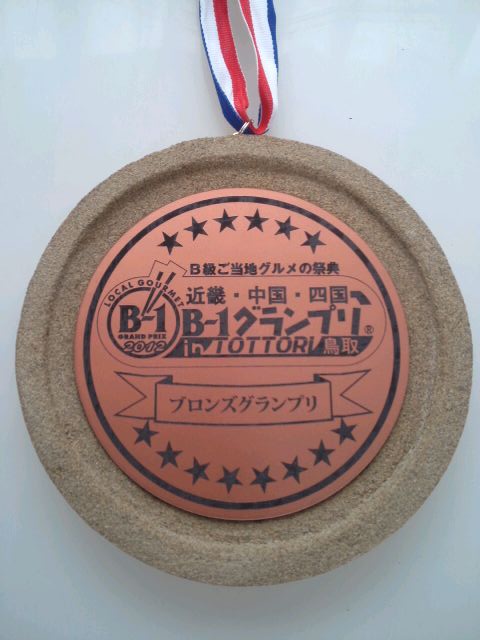 B級ご当地グルメの祭典
LOCAL GOURMET
B-1
GRAND PRIX
2012
近畿・中国・四国
B-1グランプリ®
in TOTTORI 鳥取
ブロンズグランプリ